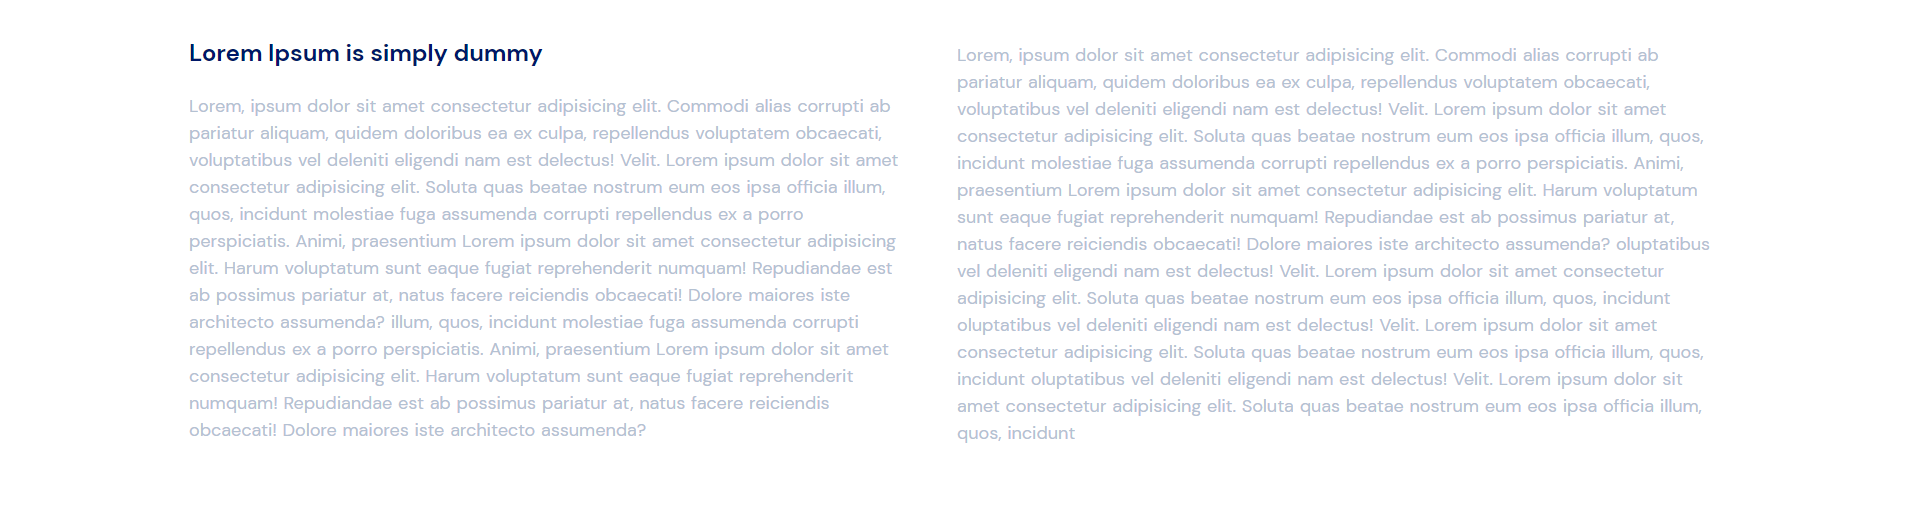 Lorem Ipsum is simply dummy
Lorem, ipsum dolor sit amet consectetur adipisicing elit. Commodi alias corrupti ab
pariatur aliquam, quidem doloribus ea ex culpa, repellendus voluptatem obcaecati,
voluptatibus vel deleniti eligendi nam est delectus! Velit. Lorem ipsum dolor sit amet
consectetur adipisicing elit. Soluta quas beatae nostrum eum eos ipsa officia illum,
quos, incidunt molestiae fuga assumenda corrupti repellendus ex a porro
perspiciatis. Animi, praesentium Lorem ipsum dolor sit amet consectetur adipisicing
elit. Harum voluptatum sunt eaque fugiat reprehenderit numquam! Repudiandae est
ab possimus pariatur at, natus facere reiciendis obcaecati! Dolore maiores iste
architecto assumenda? illum, quos, incidunt molestiae fuga assumenda corrupti
repellendus ex a porro perspiciatis. Animi, praesentium Lorem ipsum dolor sit amet
consectetur adipisicing elit. Harum voluptatum sunt eaque fugiat reprehenderit
numquam! Repudiandae est ab possimus pariatur at, natus facere reiciendis
obcaecati! Dolore maiores iste architecto assumenda?
Lorem, ipsum dolor sit amet consectetur adipisicing elit. Commodi alias corrupti ab
pariatur aliquam, quidem doloribus ea ex culpa, repellendus voluptatem obcaecati,
voluptatibus vel deleniti eligendi nam est delectus! Velit. Lorem ipsum dolor sit amet
consectetur adipisicing elit. Soluta quas beatae nostrum eum eos ipsa officia illum, quos,
incidunt molestiae fuga assumenda corrupti repellendus ex a porro perspiciatis. Animi,
praesentium Lorem ipsum dolor sit amet consectetur adipisicing elit. Harum voluptatum
sunt eaque fugiat reprehenderit numquam! Repudiandae est ab possimus pariatur at,
natus facere reiciendis obcaecati! Dolore maiores iste architecto assumenda? oluptatibus
vel deleniti eligendi nam est delectus! Velit. Lorem ipsum dolor sit amet consectetur
adipisicing elit. Soluta quas beatae nostrum eum eos ipsa officia illum, quos, incidunt
oluptatibus vel deleniti eligendi nam est delectus! Velit. Lorem ipsum dolor sit amet
consectetur adipisicing elit. Soluta quas beatae nostrum eum eos ipsa officia illum, quos,
incidunt oluptatibus vel deleniti eligendi nam est delectus! Velit. Lorem ipsum dolor sit
amet consectetur adipisicing elit. Soluta quas beatae nostrum eum eos ipsa officia illum,
quos, incidunt